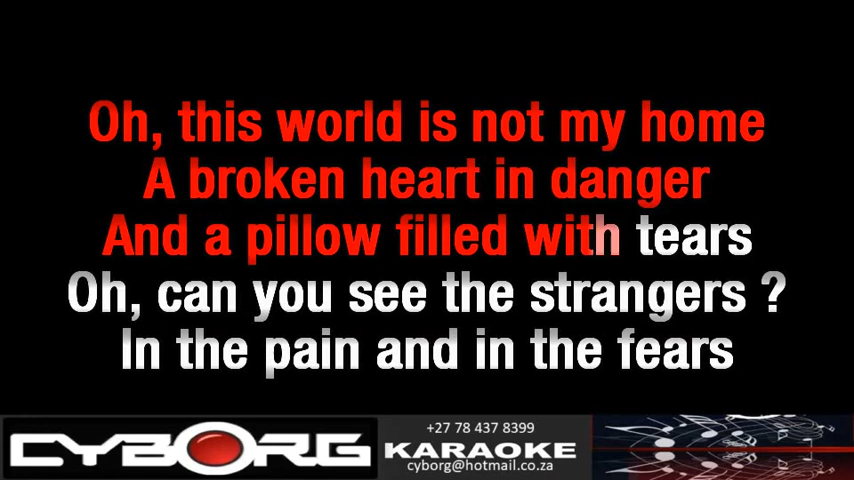 Oh, this world is not my home
A broken heart in danger
And a pillow filled with tears
Oh, can you see the strangers ?
In the pain and in the fears
CYBORG
+27 78 437 8399
KARAOKE
cyborg@hotmail.co.za